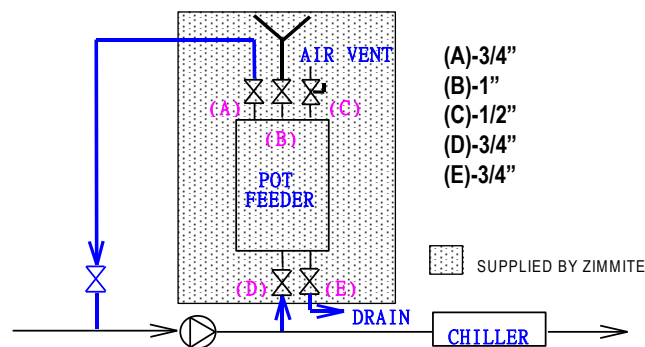 AIR VENT
(A)
(B)
(C)
POT
FEEDER
(D)
(E)
DRAIN
CHILLER
(A)-3/4”
(B)-1”
(C)-1/2”
(D)-3/4”
(E)-3/4”
SUPPLIED BY ZIMMITE